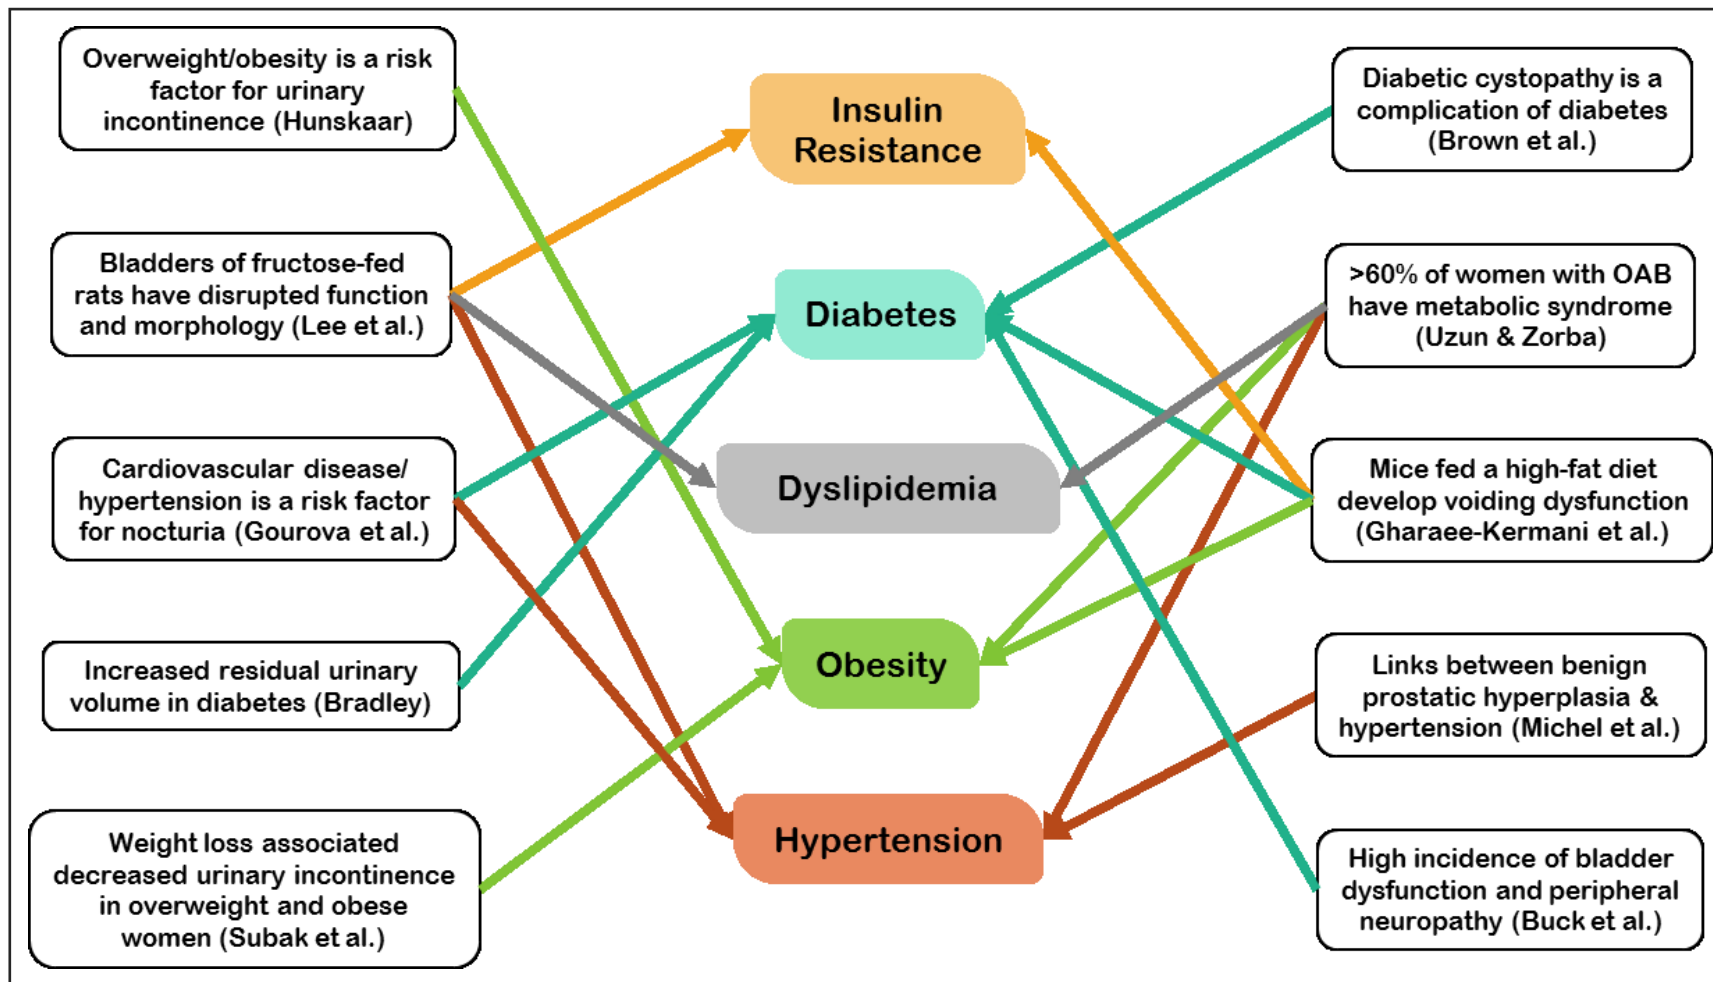 Overweight/obesity is a risk
factor for urinary
incontinence (Hunskaar)
Bladders of fructose-fed
rats have disrupted function
and morphology (Lee et al.)
Cardiovascular disease/
hypertension is a risk factor
for nocturia (Gourova et al.)
Increased residual urinary
volume in diabetes (Bradley)
Weight loss associated
decreased urinary incontinence
in overweight and obese
women (Subak et al.)
Insulin
Resistance
Diabetes
Dyslipidemia
Obesity
Hypertension
Diabetic cystopathy is a
complication of diabetes
(Brown et al.)
>60% of women with OAB
have metabolic syndrome
(Uzun & Zorba)
Mice fed a high-fat diet
develop voiding dysfunction
(Gharaee-Kermani et al.)
Links between benign
prostatic hyperplasia &
hypertension (Michel et al.)
High incidence of bladder
dysfunction and peripheral
neuropathy (Buck et al.)